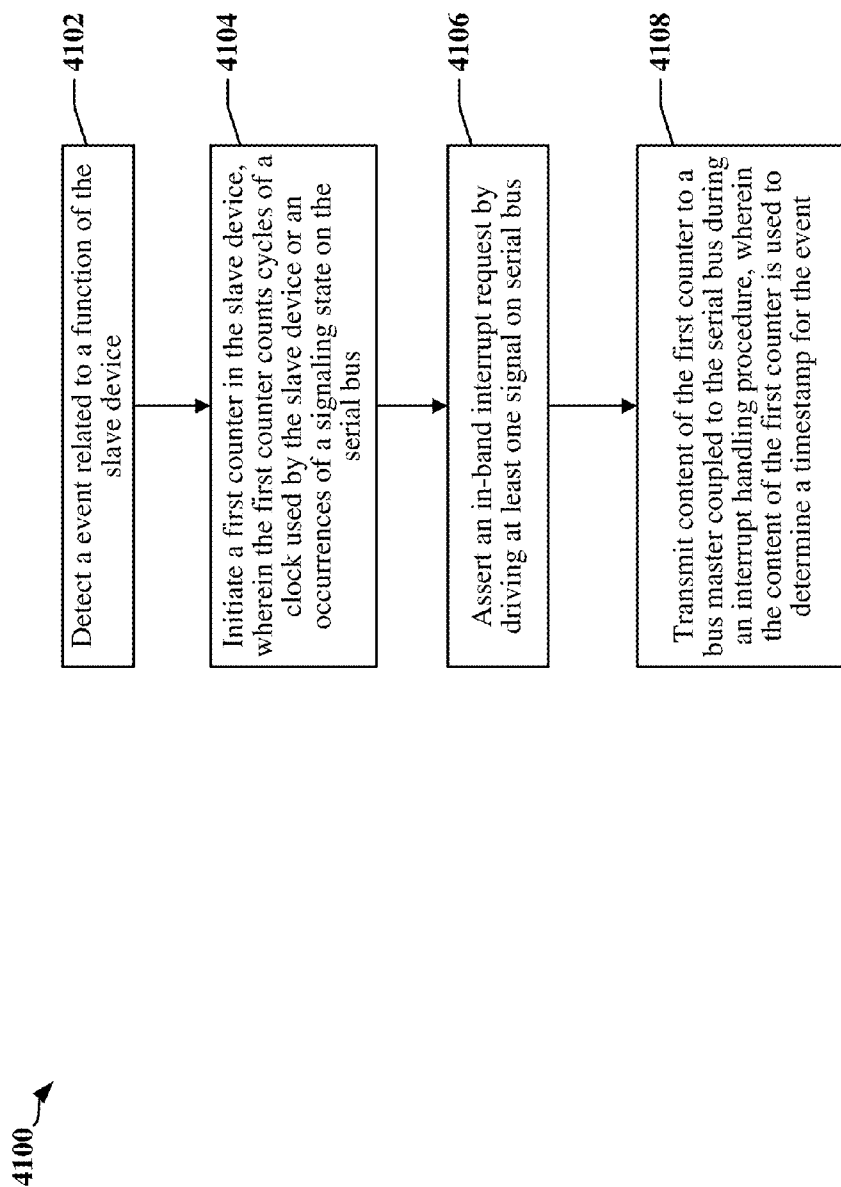 4100
4102
Detect a event related to a function of the
slave device
4104
Initiate a first counter in the slave device,
wherein the first counter counts cycles of a
clock used by the slave device or an
occurrences of a signaling state on the
serial bus
4106
Assert an in-band interrupt request by
driving at least one signal on serial bus
4108
Transmit content of the first counter to a
bus master coupled to the serial bus during
an interrupt handling procedure, wherein
the content of the first counter is used to
determine a timestamp for the event